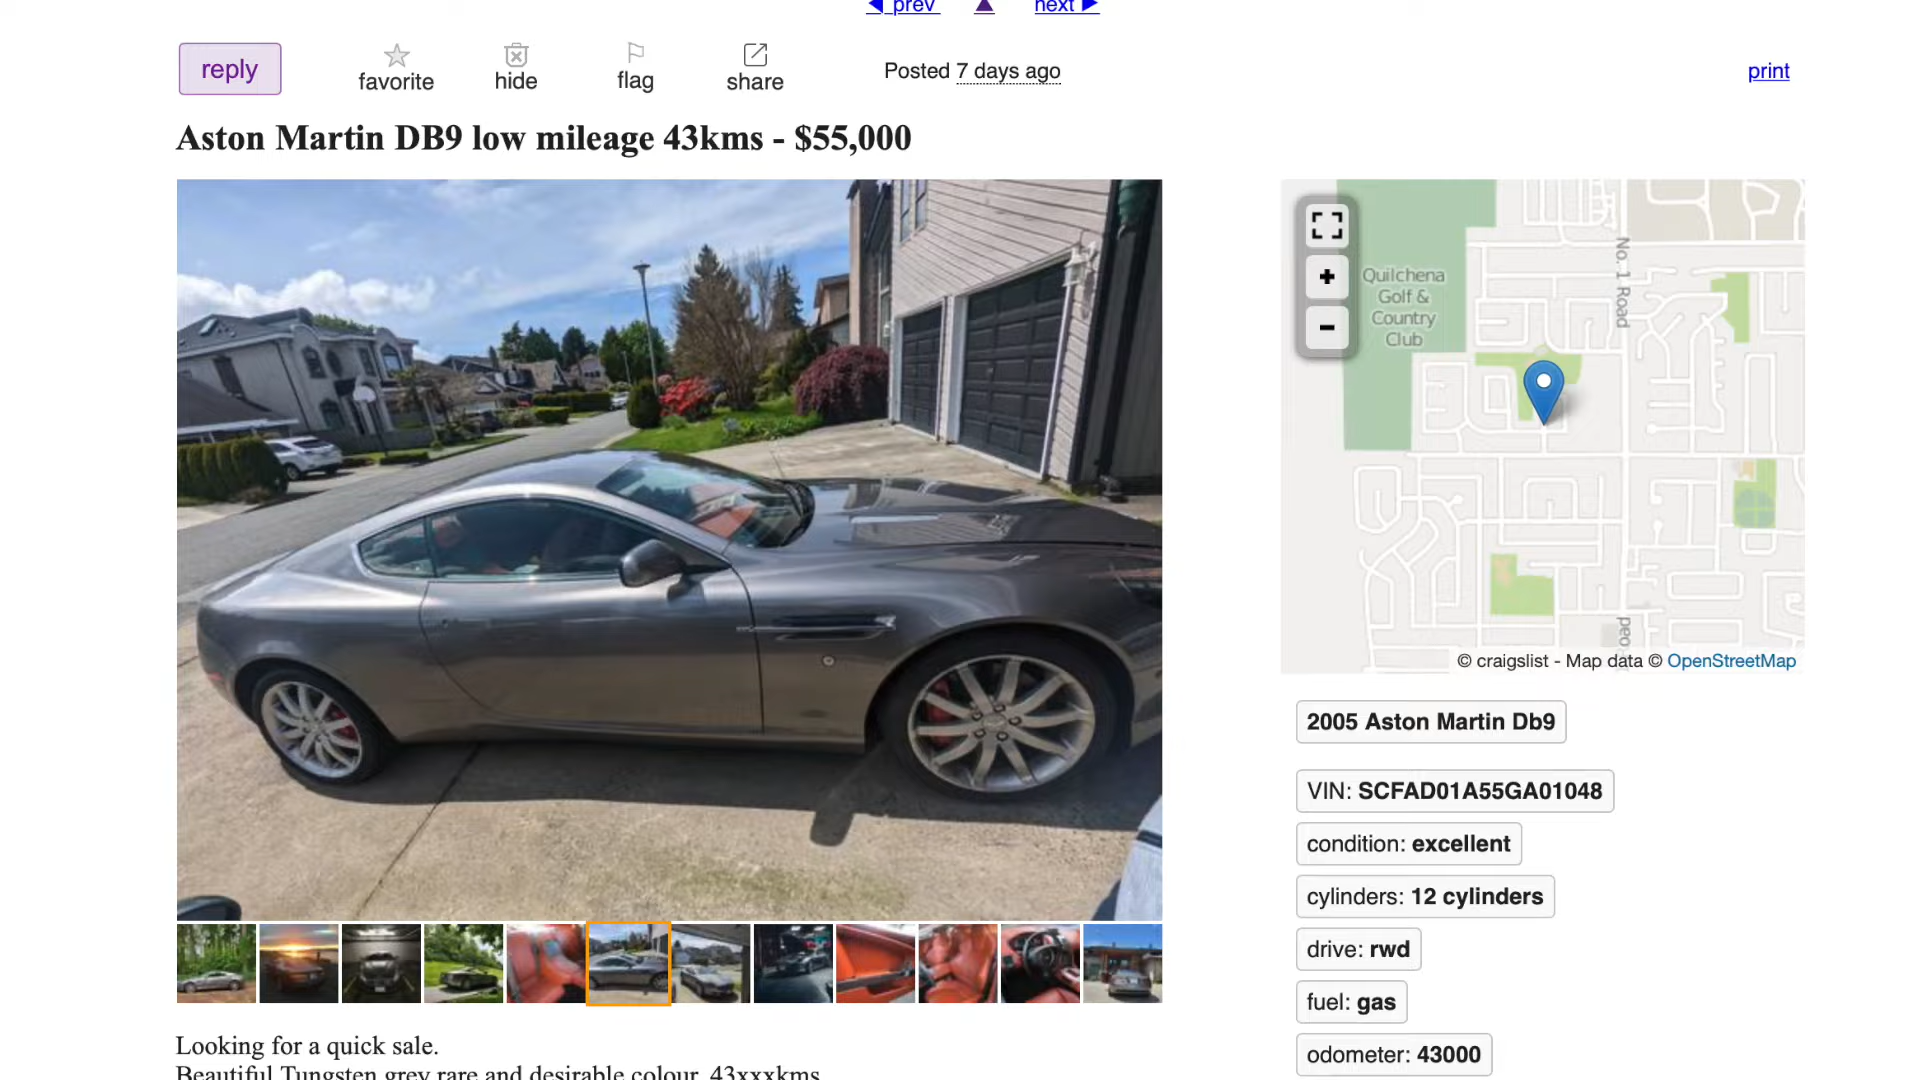 prev
next
reply
favorite
hide
flag
share
Posted 7 days ago
print
Aston Martin DB9 low mileage 43kms - $55,000
Quilchena
Golf &
Country
Club
No. 1 Road
+
-
© craigslist - Map data © OpenStreetMap
2005 Aston Martin Db9
VIN: SCFAD01A55GA01048
condition: excellent
cylinders: 12 cylinders
drive: rwd
fuel: gas
odometer: 43000
Looking for a quick sale.
Beautiful Tungsten grey rare and desirable colour. 43xxxkms